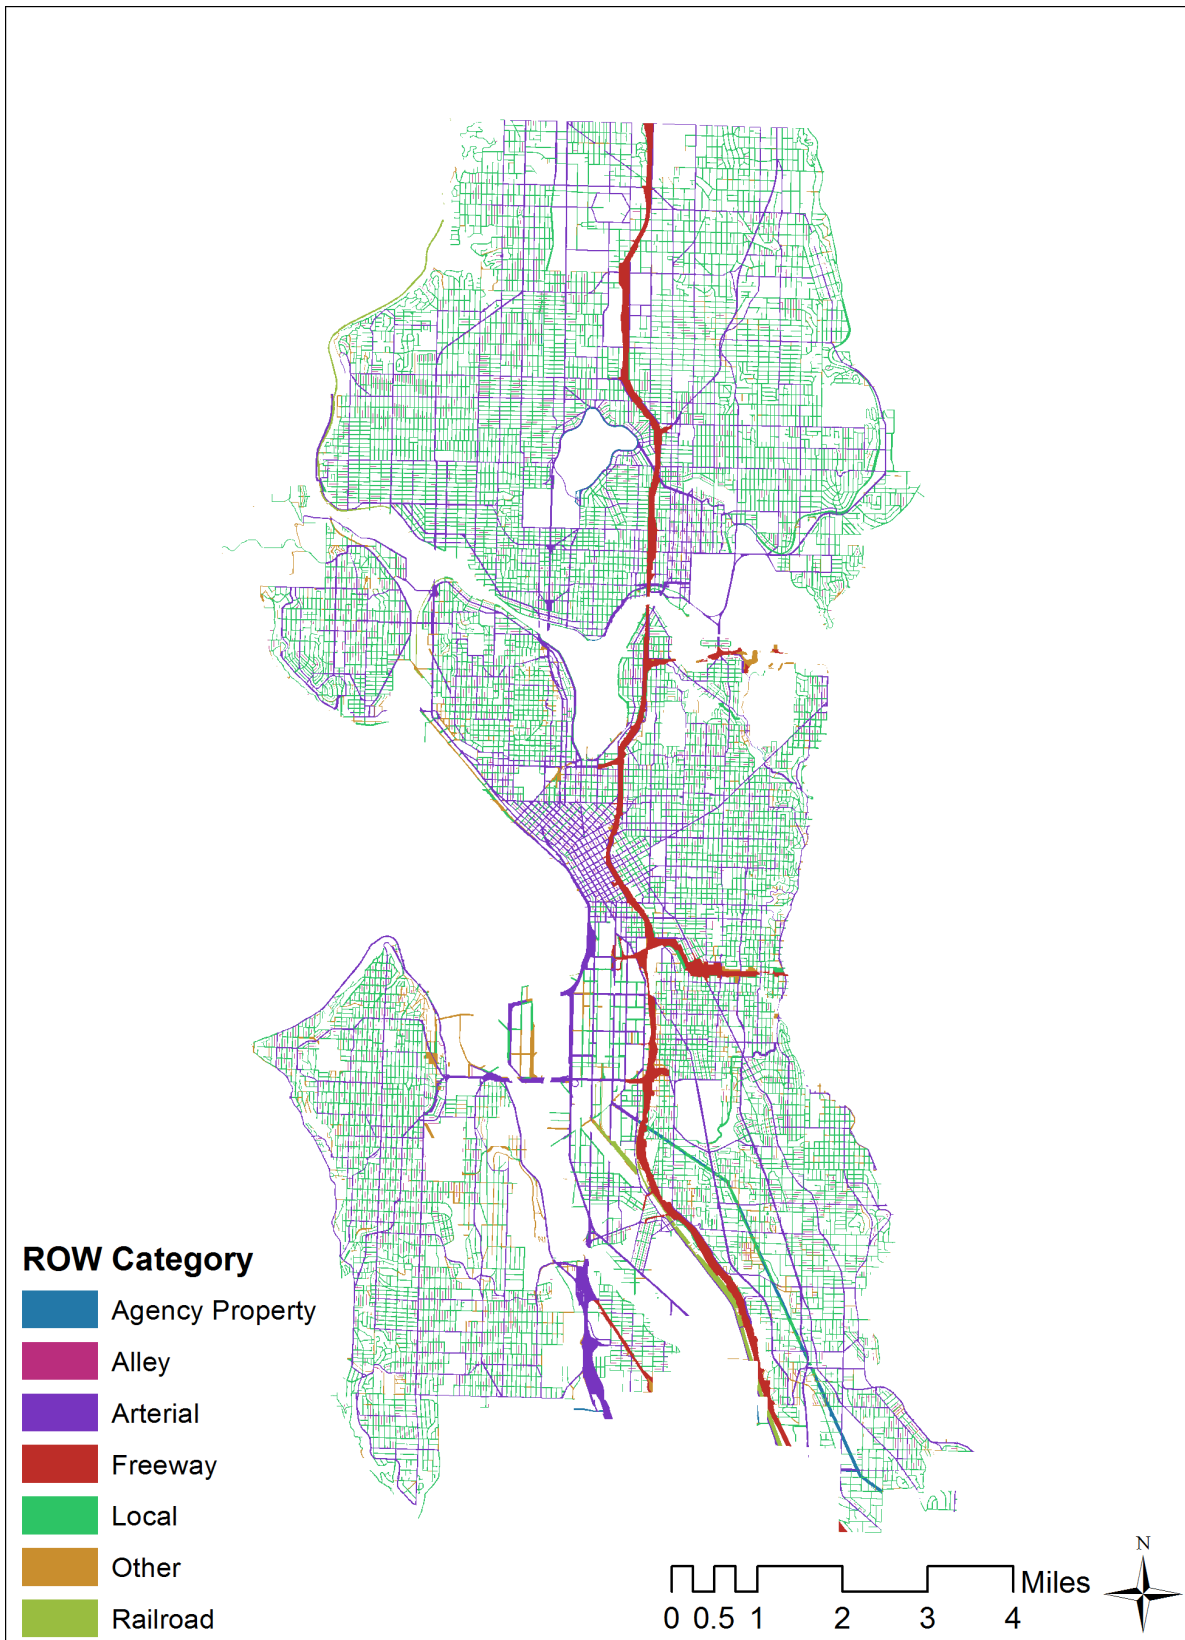 ROW Category
Agency Property
Alley
Arterial
Freeway
Local
Other
Railroad
N
Miles
0 0.5 1 2 3 4